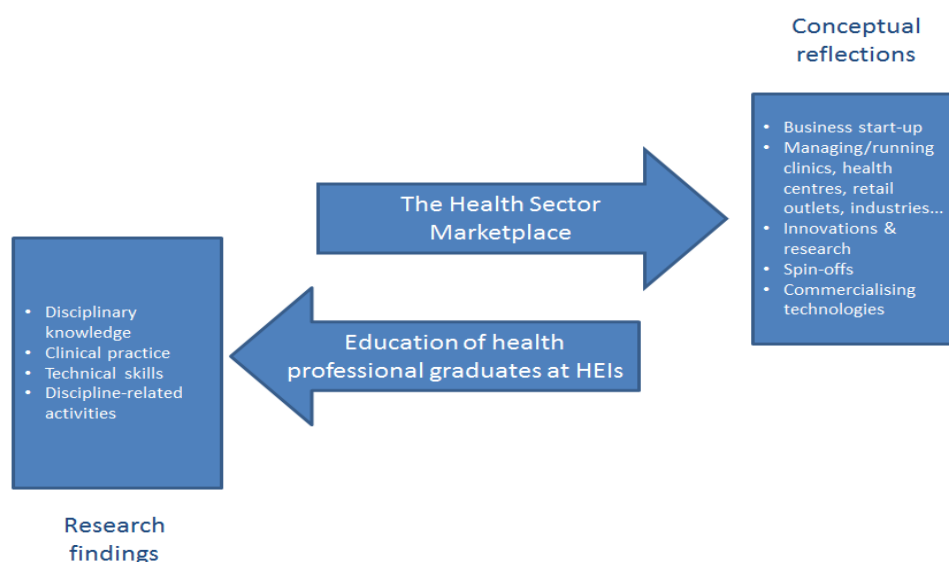 Conceptual
reflections
• Business start-up
• Managing/running
clinics, health
centres, retail
outlets, industries...
• Innovations &
research
• Spin-offs
• Commercialising
technologies
The Health Sector
Marketplace
Education of health
professional graduates at HEIs
• Disciplinary
knowledge
• Clinical practice
• Technical skills
• Discipline-related
activities
Research
findings